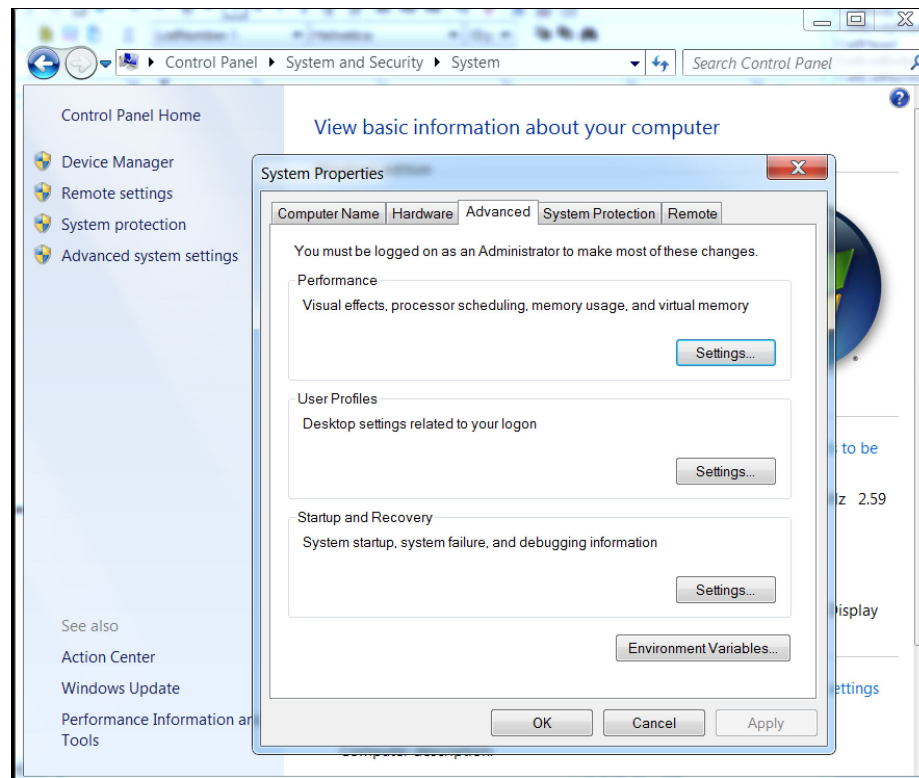 Control Panel ▸ System and Security ▸ System
Search Control Panel
Control Panel Home
Device Manager
Remote settings
System protection
Advanced system settings
See also
Action Center
Windows Update
Performance Information an
Tools
View basic information about your computer
System Properties
Computer Name
Hardware
Advanced
System Protection
Remote
You must be logged on as an Administrator to make most of these changes.
Performance
Visual effects, processor scheduling, memory usage, and virtual memory
Settings...
User Profiles
Desktop settings related to your logon
Settings...
Startup and Recovery
System startup, system failure, and debugging information
Settings...
Environment Variables...
OK
Cancel
Apply
to be
lz 2.59
isplay
ettings